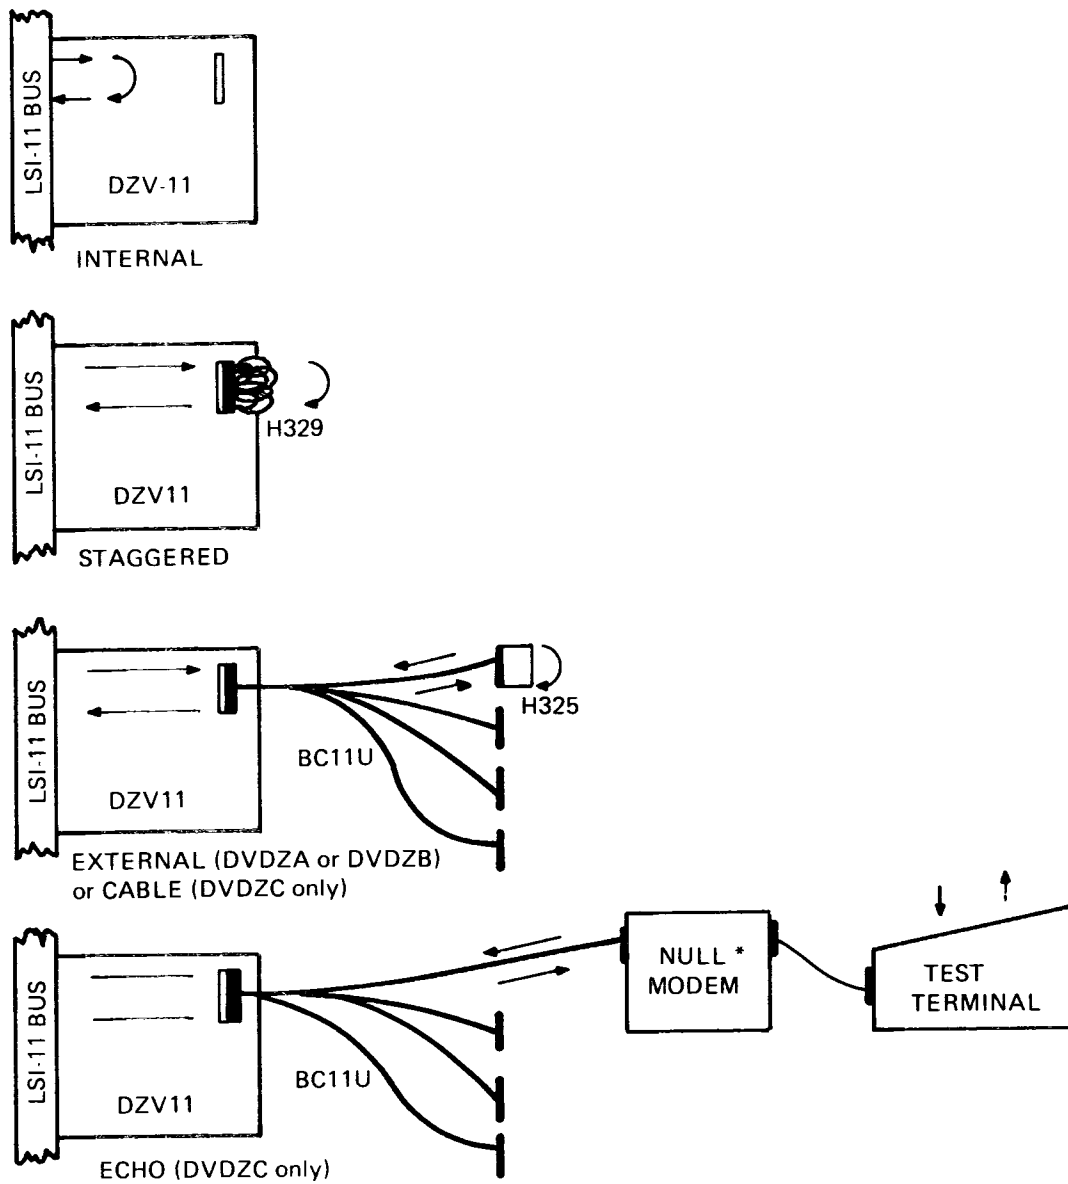 LSI-11 BUS
DZV-11
INTERNAL
LSI-11 BUS
H329
DZV11
STAGGERED
LSI-11 BUS
H325
BC11U
DZV11
EXTERNAL (DVDZA or DVDZB)
or CABLE (DVDZC only)
LSI-11 BUS
NULL *
MODEM
TEST
TERMINAL
BC11U
DZV11
ECHO (DVDZC only)